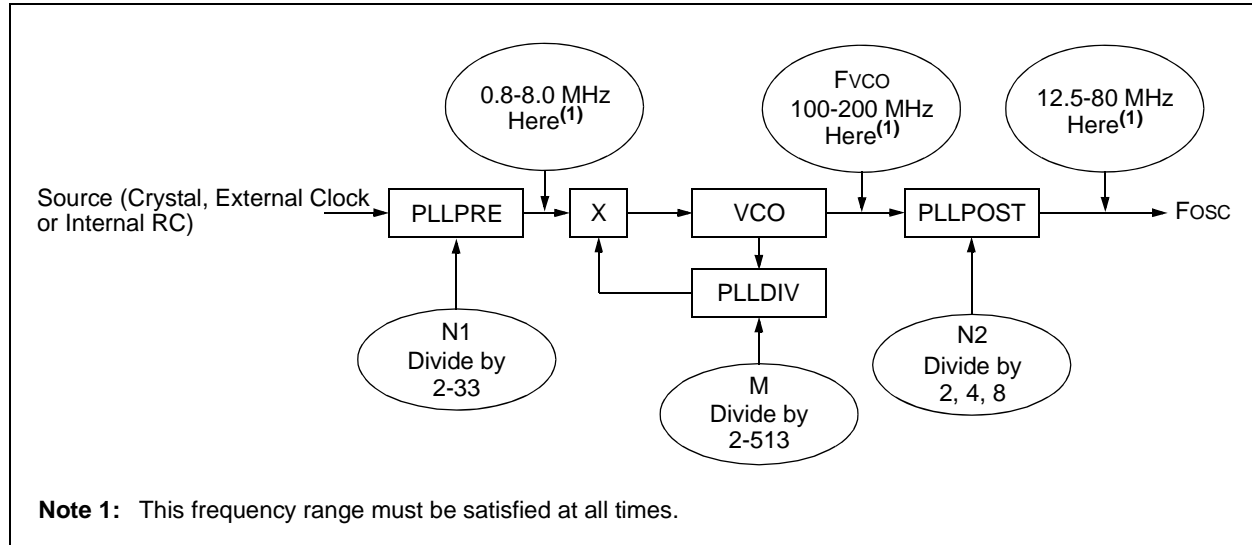 0.8-8.0 MHz
Here(1)
FVCO
100-200 MHz
Here(1)
12.5-80 MHz
Here(1)
Source (Crystal, External Clock
or Internal RC)
PLLPRE
X
VCO
PLLPOST
FOSC
PLLDIV
N1
Divide by
2-33
M
Divide by
2-513
N2
Divide by
2, 4, 8
Note 1: This frequency range must be satisfied at all times.